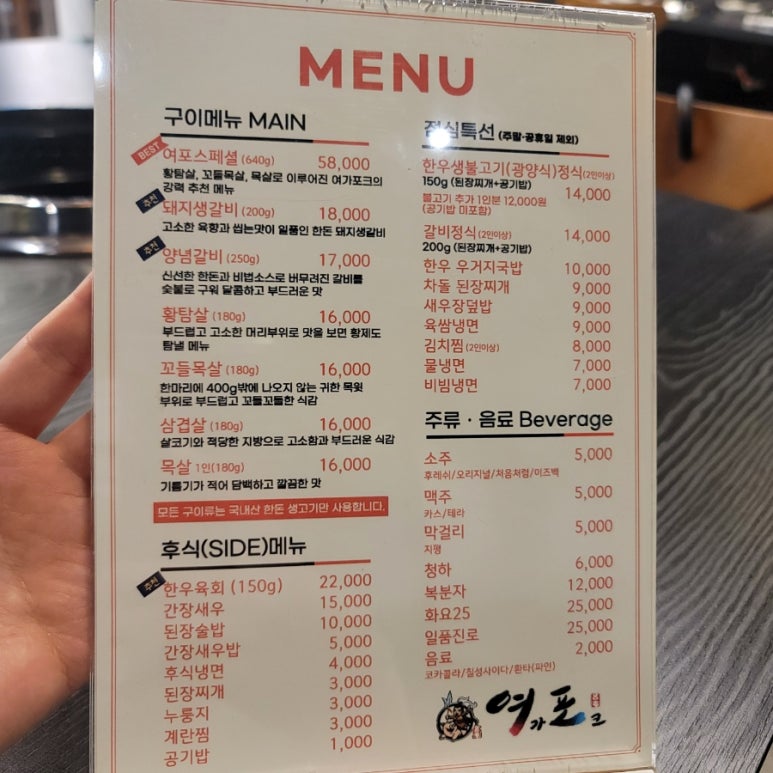 MENU
구이메뉴 MAIN
BEST
여포스페셜 (640g) 58,000
황탐살, 꼬들목살, 목살로 이루어진 여가포크의
강력 추천 메뉴
추천
돼지생갈비 (200g) 18,000
고소한 육향과 씹는맛이 일품인 한돈 돼지생갈비
추천
양념갈비 (250g) 17,000
신선한 한돈과 비법소스로 버무려진 갈비를
숯불로 구워 달콤하고 부드러운 맛
황탐살 (180g) 16,000
부드럽고 고소한 머리부위로 맛을 보면 황제도
탐낼 메뉴
꼬들목살 (180g) 16,000
한마리에 400g밖에 나오지 않는 귀한 목윗
부위로 부드럽고 꼬들꼬들한 식감
삼겹살 (180g) 16,000
살코기와 적당한 지방으로 고소함과 부드러운 식감
목살 1인(180g) 16,000
기름기가 적어 담백하고 깔끔한 맛
모든 구이류는 국내산 한돈 생고기만 사용합니다.
후식(SIDE)메뉴
추천
한우육회 (150g) 22,000
간장새우 15,000
된장술밥 10,000
간장새우밥 5,000
후식냉면 4,000
된장찌개 3,000
누룽지 3,000
계란찜 3,000
공기밥 1,000
점심특선 (주말·공휴일 제외)
한우생불고기(광양식)정식(2인이상)
150g (된장찌개+공기밥) 14,000
불고기 추가 1인분 12,000원
(공기밥 미포함)
갈비정식(2인이상) 14,000
200g (된장찌개+공기밥)
한우 우거지국밥 10,000
차돌 된장찌개 9,000
새우장덮밥 9,000
육쌈냉면 9,000
김치찜(2인이상) 8,000
물냉면 7,000
비빔냉면 7,000
주류 · 음료 Beverage
소주 5,000
후레쉬/오리지널/처음처럼/이즈백
맥주 5,000
카스/테라
막걸리 5,000
지평
청하 6,000
복분자 12,000
화요25 25,000
일품진로 25,000
음료 2,000
코카콜라/칠성사이다/환타(파인)
여가포크